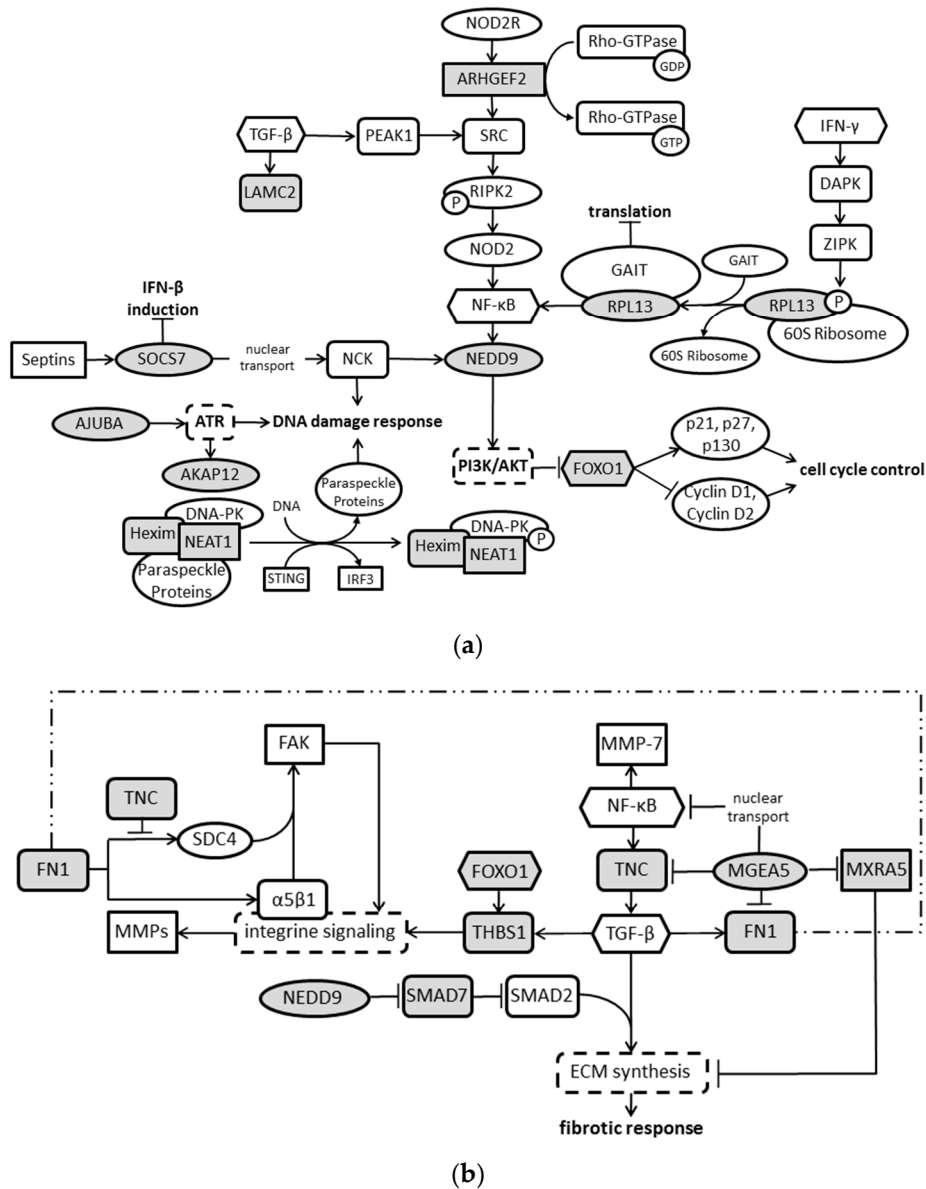 NOD2R
Rho-GTPase
GDP
ARHGEF2
Rho-GTPase
GTP
TGF-β
PEAK1
SRC
IFN-γ
LAMC2
RIPK2
P
DAPK
translation
NOD2
GAIT
GAIT
ZIPK
IFN-β
induction
NF-κB
RPL13
RPL13
P
60S Ribosome
60S Ribosome
Septins
SOCS7
nuclear
transport
NCK
NEDD9
AJUBA
ATR
DNA damage response
p21, p27,
p130
AKAP12
PI3K/AKT
FOXO1
cell cycle control
Paraspeckle
Proteins
Cyclin D1,
Cyclin D2
DNA-PK
Hexim
NEAT1
Paraspeckle
Proteins
DNA
STING
IRF3
DNA-PK
P
Hexim
NEAT1
(a)
FAK
MMP-7
TNC
NF-κB
nuclear
transport
SDC4
FN1
FOXO1
TNC
MGEA5
MXRA5
α5β1
MMPs
integrine signaling
THBS1
TGF-β
FN1
NEDD9
SMAD7
SMAD2
ECM synthesis
fibrotic response
(b)